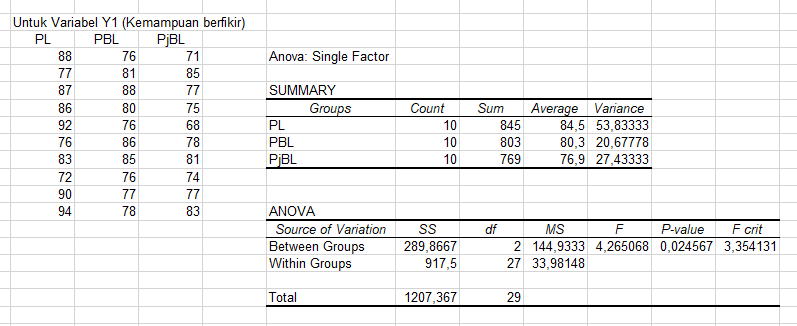 Untuk Variabel Y1 (Kemampuan berfikir)
PL PBL PjBL
88 76 71 Anova: Single Factor
77 81 85
87 88 77 SUMMARY
86 80 75 Groups Count Sum Average Variance
92 76 68 PL 10 845 84,5 53,83333
76 86 78 PBL 10 803 80,3 20,67778
83 85 81 PjBL 10 769 76,9 27,43333
72 76 74
90 77 77
94 78 83 ANOVA
Source of Variation SS df MS F P-value F crit
Between Groups 289,8667 2 144,9333 4,265068 0,024567 3,354131
Within Groups 917,5 27 33,98148
Total 1207,367 29